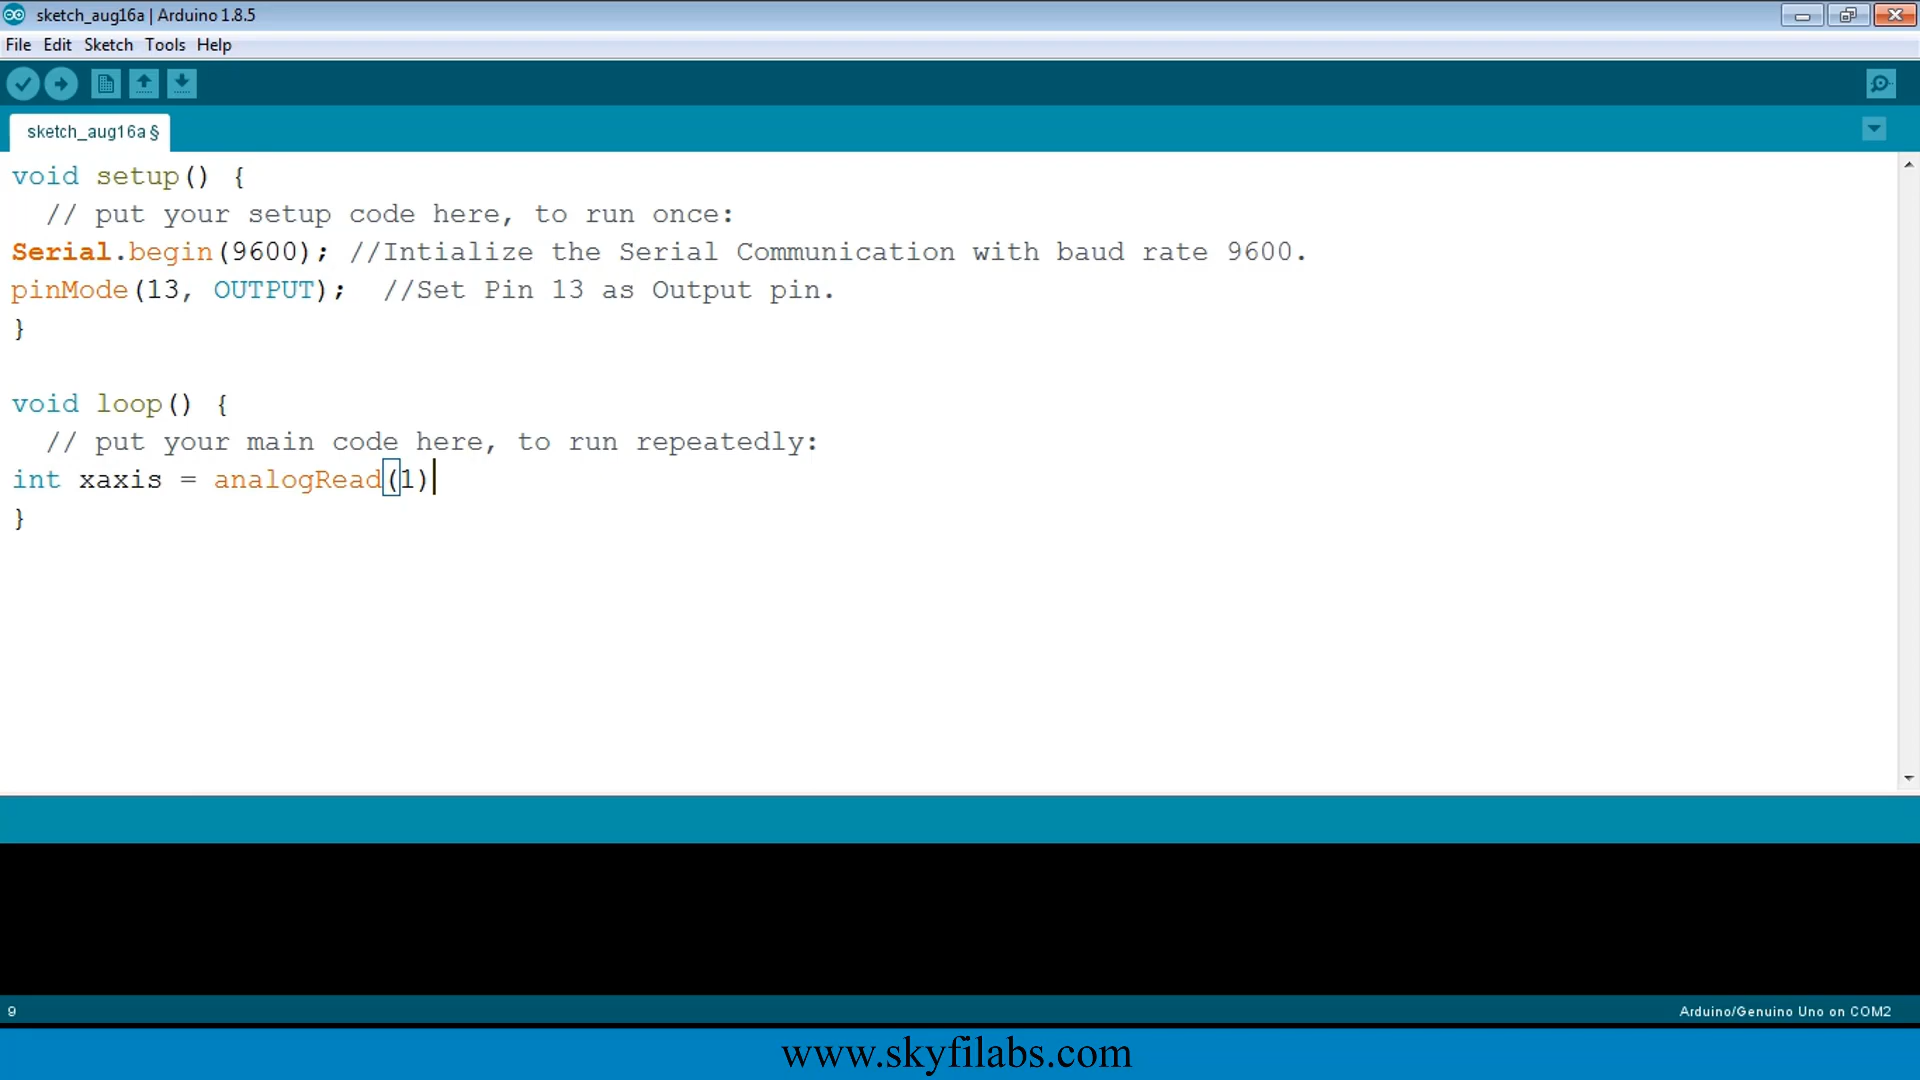 sketch_aug16a | Arduino 1.8.5
File Edit Sketch Tools Help
sketch_aug16a §
void setup() {
// put your setup code here, to run once:
Serial.begin(9600); //Intialize the Serial Communication with baud rate 9600.
pinMode(13, OUTPUT); //Set Pin 13 as Output pin.
}
void loop() {
// put your main code here, to run repeatedly:
int xaxis = analogRead(1)
}
9
Arduino/Genuino Uno on COM2
www.skyfilabs.com